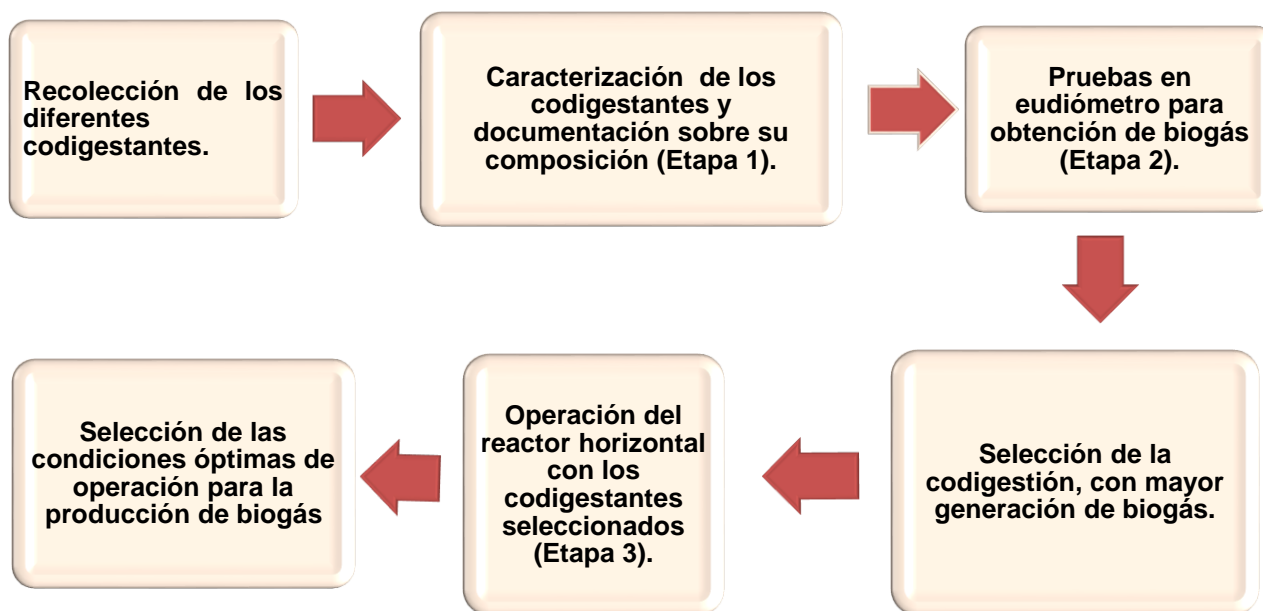 Recolección de los
diferentes
codigestantes.
Caracterización de los
codigestantes y
documentación sobre su
composición (Etapa 1).
Pruebas en
eudiómetro para
obtención de biogás
(Etapa 2).
Selección de la
codigestión, con mayor
generación de biogás.
Operación del
reactor horizontal
con los
codigestantes
seleccionados
(Etapa 3).
Selección de las
condiciones óptimas de
operación para la
producción de biogás